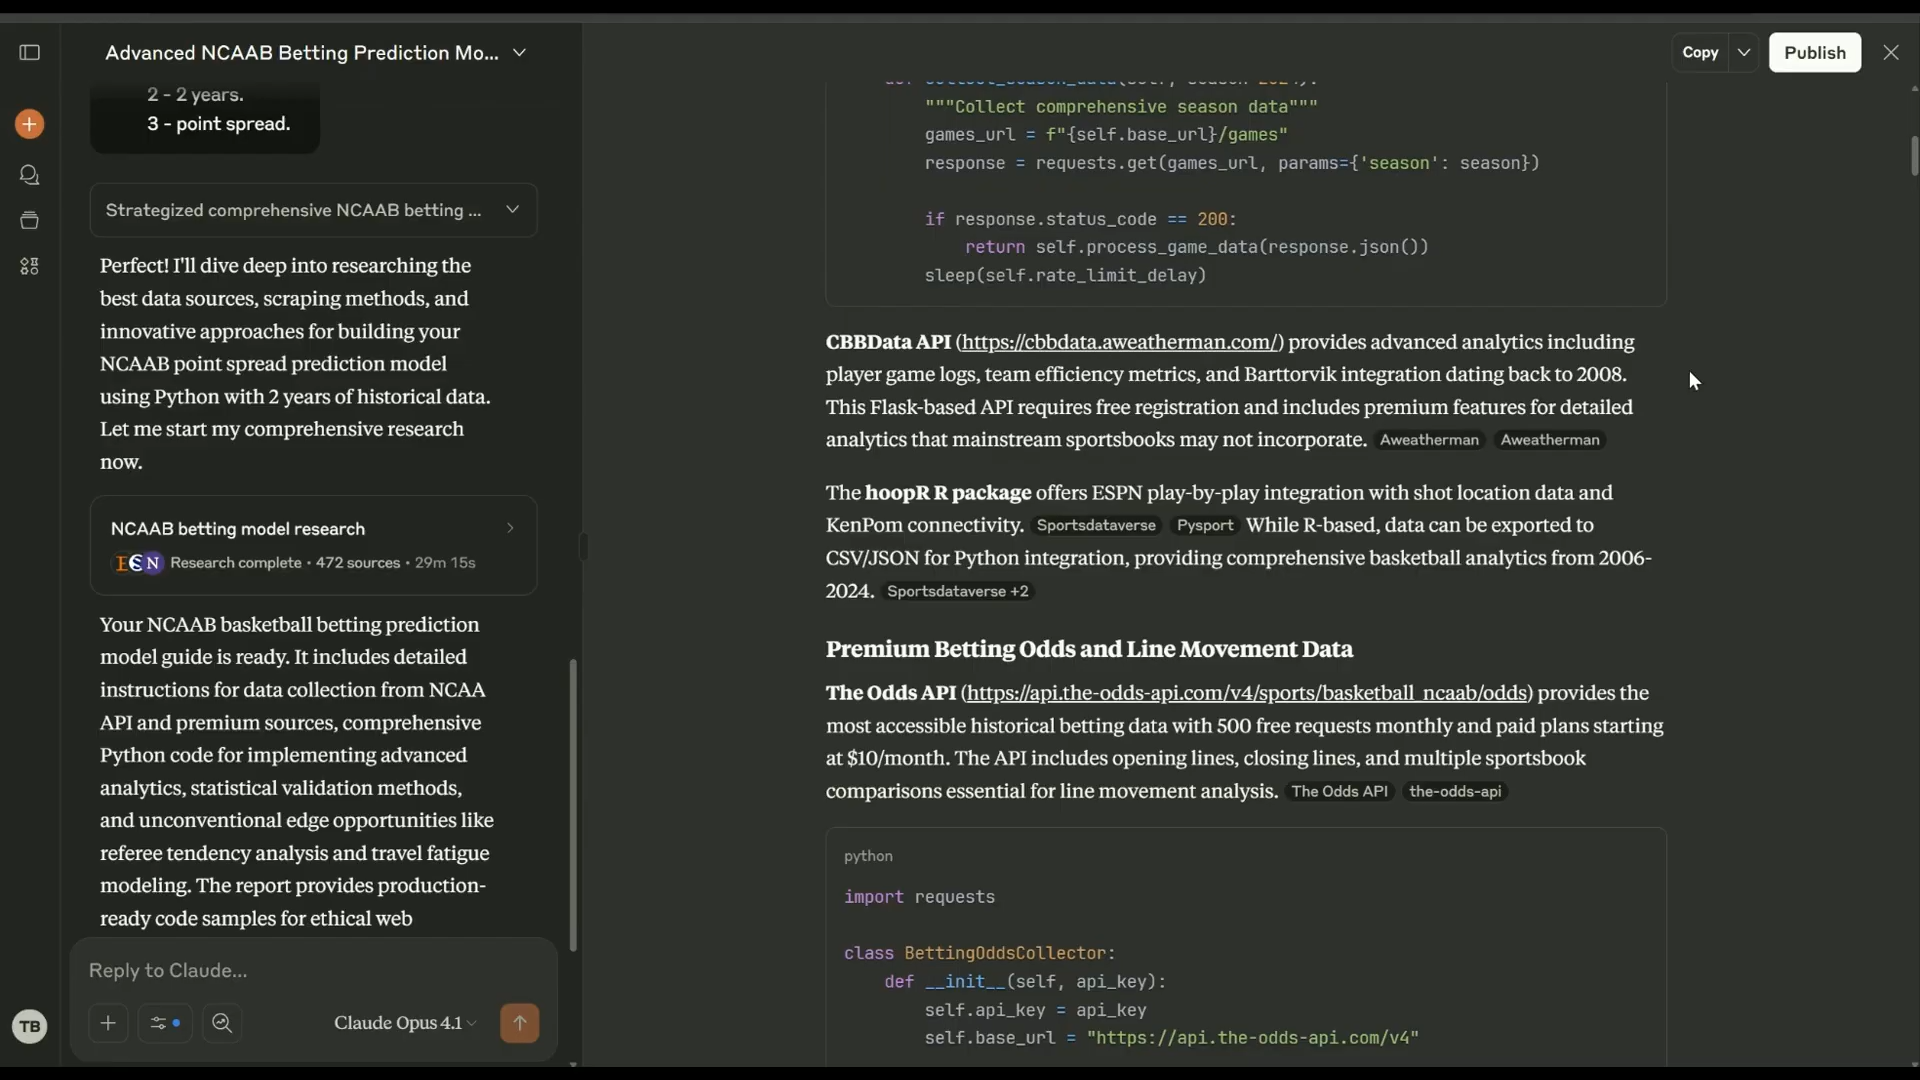 Advanced NCAAB Betting Prediction Mo...
2 - 2 years.
3 - point spread.
Strategized comprehensive NCAAB betting ...
Perfect! I'll dive deep into researching the
best data sources, scraping methods, and
innovative approaches for building your
NCAAB point spread prediction model
using Python with 2 years of historical data.
Let me start my comprehensive research
now.
NCAAB betting model research
Research complete • 472 sources • 29m 15s
Your NCAAB basketball betting prediction
model guide is ready. It includes detailed
instructions for data collection from NCAA
API and premium sources, comprehensive
Python code for implementing advanced
analytics, statistical validation methods,
and unconventional edge opportunities like
referee tendency analysis and travel fatigue
modeling. The report provides production-
ready code samples for ethical web
Reply to Claude...
Claude Opus 4.1
TB
Copy
Publish
def collect_season_data(self, season=2024):
"""Collect comprehensive season data"""
games_url = f"{self.base_url}/games"
response = requests.get(games_url, params={'season': season})
if response.status_code == 200:
return self.process_game_data(response.json())
sleep(self.rate_limit_delay)
CBBData API (https://cbbdata.aweatherman.com/) provides advanced analytics including
player game logs, team efficiency metrics, and Barttorvik integration dating back to 2008.
This Flask-based API requires free registration and includes premium features for detailed
analytics that mainstream sportsbooks may not incorporate. Aweatherman Aweatherman
The hoopR R package offers ESPN play-by-play integration with shot location data and
KenPom connectivity. Sportsdataverse Pysport While R-based, data can be exported to
CSV/JSON for Python integration, providing comprehensive basketball analytics from 2006-
2024. Sportsdataverse +2
Premium Betting Odds and Line Movement Data
The Odds API (https://api.the-odds-api.com/v4/sports/basketball_ncaab/odds) provides the
most accessible historical betting data with 500 free requests monthly and paid plans starting
at $10/month. The API includes opening lines, closing lines, and multiple sportsbook
comparisons essential for line movement analysis. The Odds API the-odds-api
python
import requests
class BettingOddsCollector:
def __init__(self, api_key):
self.api_key = api_key
self.base_url = "https://api.the-odds-api.com/v4"